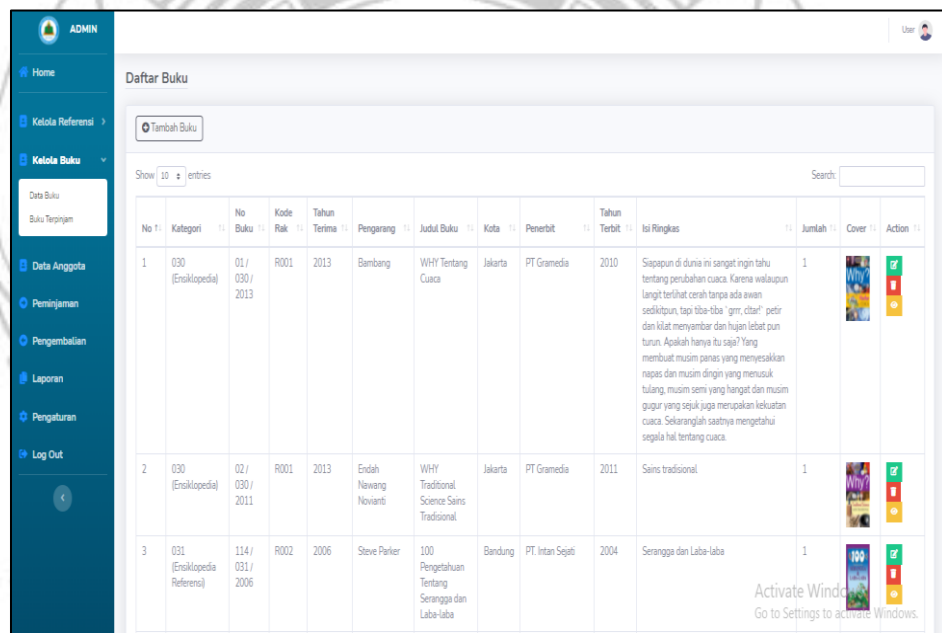 ADMIN
User
Home
Daftar Buku
Kelola Referensi
Tambah Buku
Kelola Buku
Show 10 entries
Search:
Data Buku
Buku Terpinjam
Data Anggota
Peminjaman
Pengembalian
Laporan
Pengaturan
Log Out
No Kategori No Buku Kode Rak Tahun Terima Pengarang Judul Buku Kota Penerbit Tahun Terbit Isi Ringkas Jumlah Cover Action
1
030
(Ensiklopedia)
01 /
030 /
2013
R001
2013
Bambang
WHY Tentang
Cuaca
Jakarta
PT Gramedia
2010
Siapapun di dunia ini sangat ingin tahu
tentang perubahan cuaca. Karena walaupun
langit terlihat cerah tanpa ada awan
sedikitpun, tapi tiba-tiba `grrr, cltar!` petir
dan kilat menyambar dan hujan lebat pun
turun. Apakah hanya itu saja? Yang
membuat musim panas yang menyesakkan
napas dan musim dingin yang menusuk
tulang, musim semi yang hangat dan musim
gugur yang sejuk juga merupakan kekuatan
cuaca. Sekaranglah saatnya mengetahui
segala hal tentang cuaca.
1
Why?
2
030
(Ensiklopedia)
02 /
030 /
2011
R001
2013
Endah
Nawang
Novianti
WHY
Traditional
Science Sains
Tradisional
Jakarta
PT Gramedia
2011
Sains tradisional
1
Why?
3
031
(Ensiklopedia
Referensi)
114 /
031 /
2006
R002
2006
Steve Parker
100
Pengetahuan
Tentang
Serangga dan
Laba-laba
Bandung
PT. Intan Sejati
2004
Serangga dan Laba-laba
1
100
Activate Windows
Go to Settings to activate Windows.